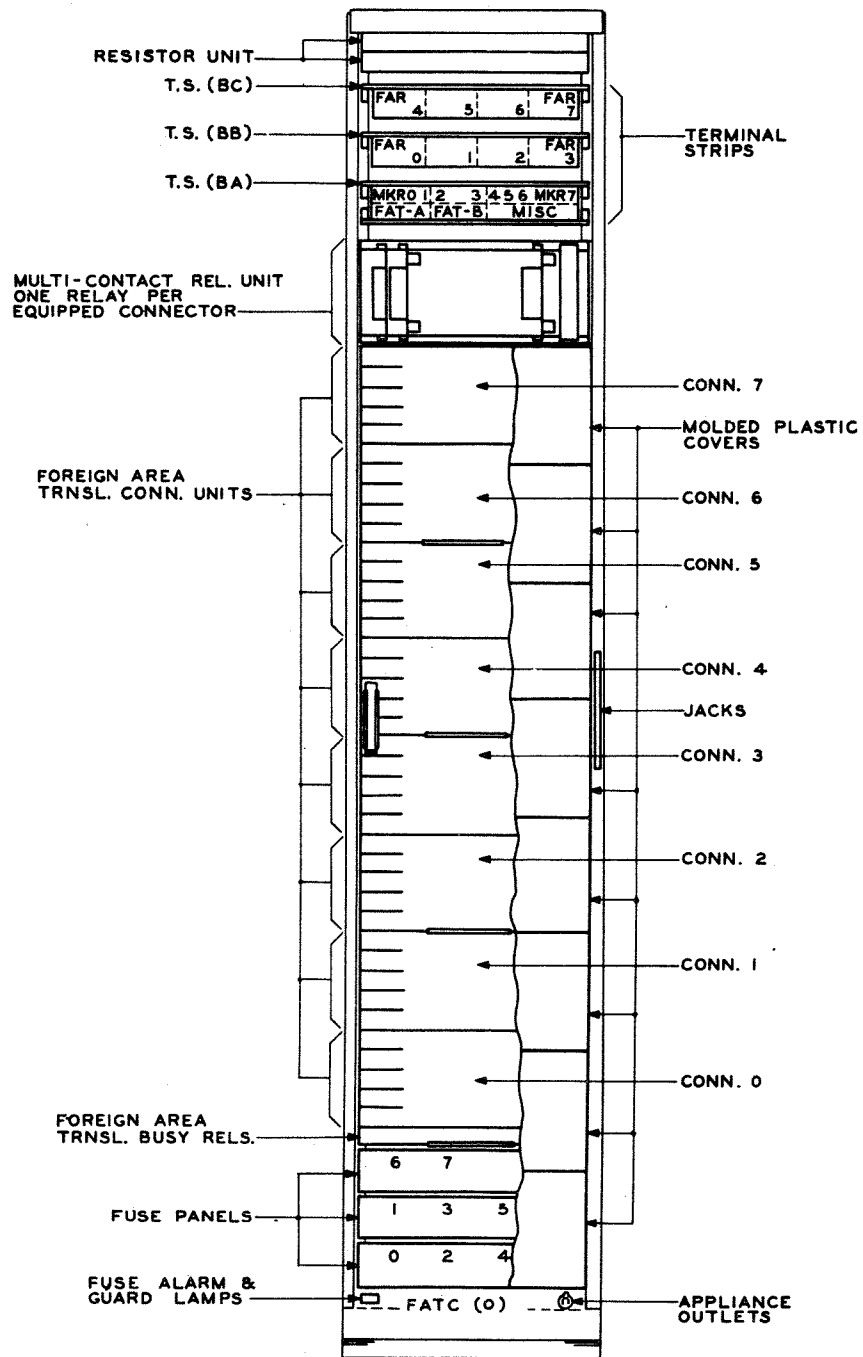 RESISTOR UNIT
T.S. (BC)
FAR 4 5 6 FAR 7
T.S. (BB)
FAR 0 1 2 FAR 3
TERMINAL
STRIPS
T.S. (BA)
MKR0 1 2 3 4 5 6 MKR7
FAT-A FAT-B MISC
MULTI-CONTACT REL. UNIT
ONE RELAY PER
EQUIPPED CONNECTOR
CONN. 7
MOLDED PLASTIC
COVERS
FOREIGN AREA
TRNSL. CONN. UNITS
CONN. 6
CONN. 5
CONN. 4
JACKS
CONN. 3
CONN. 2
CONN. 1
CONN. 0
FOREIGN AREA
TRNSL. BUSY RELS.
6 7
FUSE PANELS
1 3 5
0 2 4
FUSE ALARM &
GUARD LAMPS
FATC (0)
APPLIANCE
OUTLETS